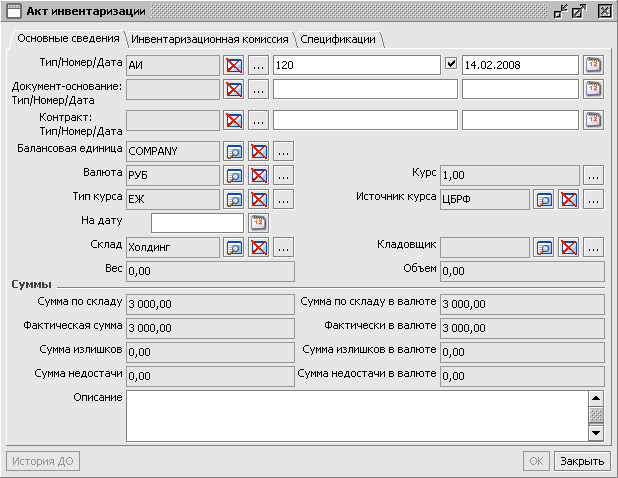 Акт инвентаризации
Основные сведения Инвентаризационная комиссия Спецификации
Тип/Номер/Дата АИ ... 120 14.02.2008 12
Документ-основание: ... 12
Тип/Номер/Дата
Контракт: ... 12
Тип/Номер/Дата
Балансовая единица COMPANY ...
Валюта РУБ ... Курс 1,00 ...
Тип курса ЕЖ ... Источник курса ЦБРФ ...
На дату 12
Склад Холдинг ... Кладовщик ...
Вес 0,00 Объем 0,00
Суммы
Сумма по складу 3 000,00 Сумма по складу в валюте 3 000,00
Фактическая сумма 3 000,00 Фактически в валюте 3 000,00
Сумма излишков 0,00 Сумма излишков в валюте 0,00
Сумма недостачи 0,00 Сумма недостачи в валюте 0,00
Описание
История ДО ОК Закрыть